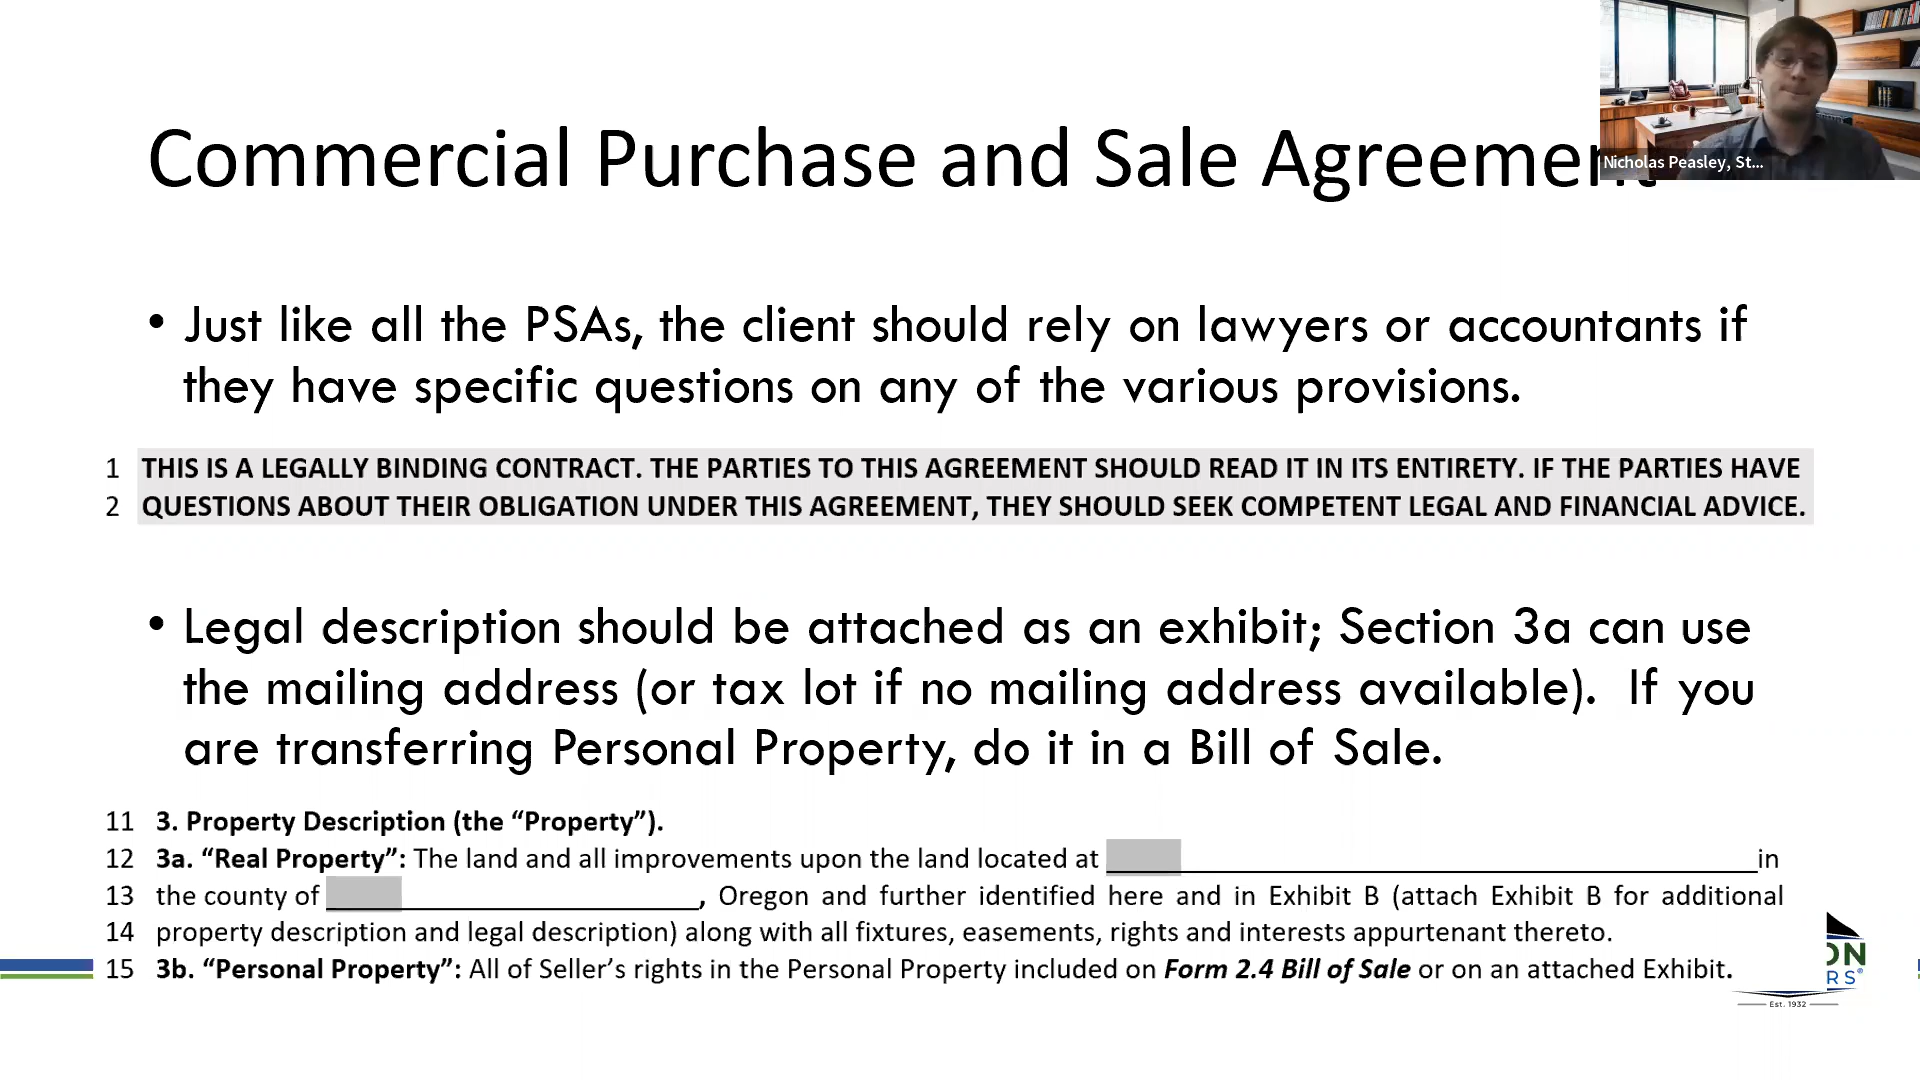 Commercial Purchase and Sale Agreement
Nicholas Peasley, St...
• Just like all the PSAs, the client should rely on lawyers or accountants if
they have specific questions on any of the various provisions.
1 THIS IS A LEGALLY BINDING CONTRACT. THE PARTIES TO THIS AGREEMENT SHOULD READ IT IN ITS ENTIRETY. IF THE PARTIES HAVE
2 QUESTIONS ABOUT THEIR OBLIGATION UNDER THIS AGREEMENT, THEY SHOULD SEEK COMPETENT LEGAL AND FINANCIAL ADVICE.
• Legal description should be attached as an exhibit; Section 3a can use
the mailing address (or tax lot if no mailing address available).  If you
are transferring Personal Property, do it in a Bill of Sale.
11 3. Property Description (the “Property”).
12 3a. “Real Property”: The land and all improvements upon the land located at ____ in
13 the county of ____, Oregon and further identified here and in Exhibit B (attach Exhibit B for additional
14 property description and legal description) along with all fixtures, easements, rights and interests appurtenant thereto.
15 3b. “Personal Property”: All of Seller’s rights in the Personal Property included on Form 2.4 Bill of Sale or on an attached Exhibit.
ON
RS®
Est. 1932